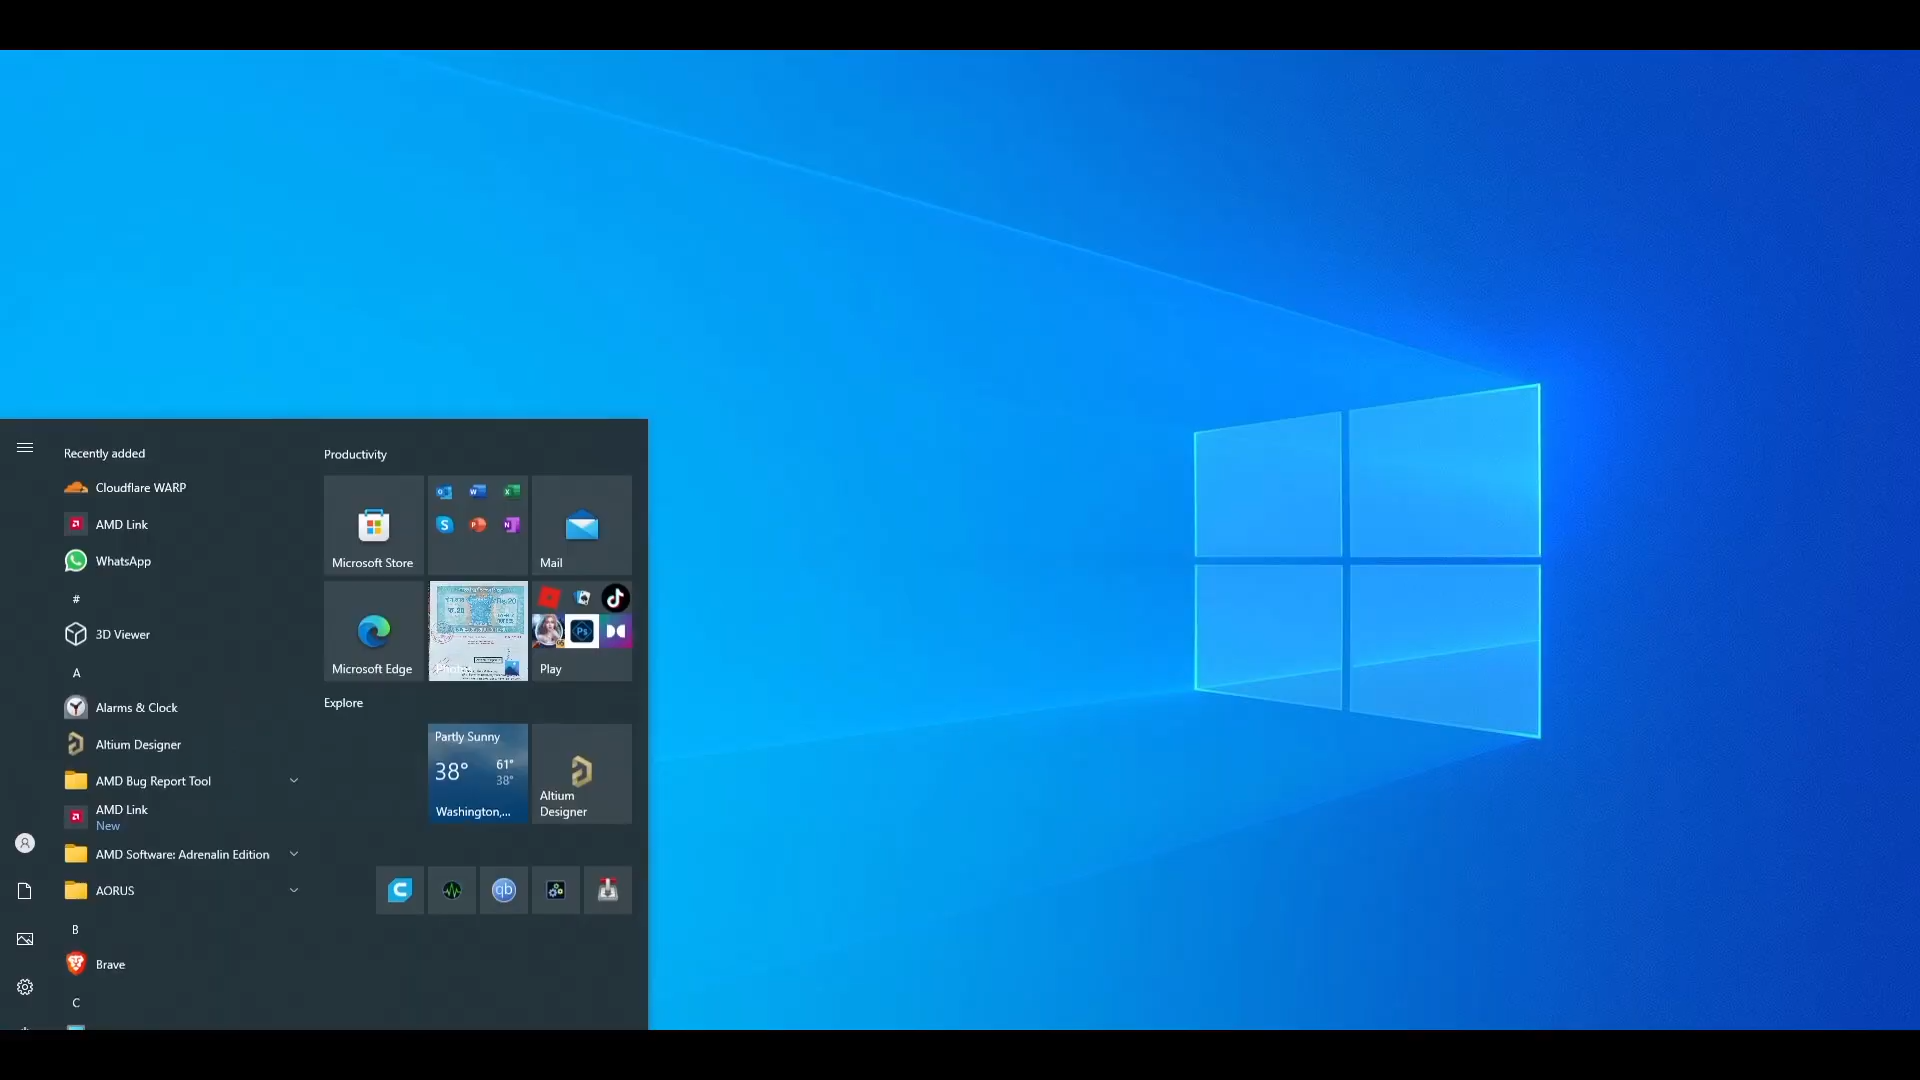 Recently added
Cloudflare WARP
AMD Link
WhatsApp
#
3D Viewer
A
Alarms & Clock
Altium Designer
AMD Bug Report Tool
AMD Link
New
AMD Software: Adrenalin Edition
AORUS
B
Brave
C
Productivity
Microsoft Store
Mail
Microsoft Edge
Play
Explore
Partly Sunny
38° 61°
38°
Washington,...
Altium
Designer
qb